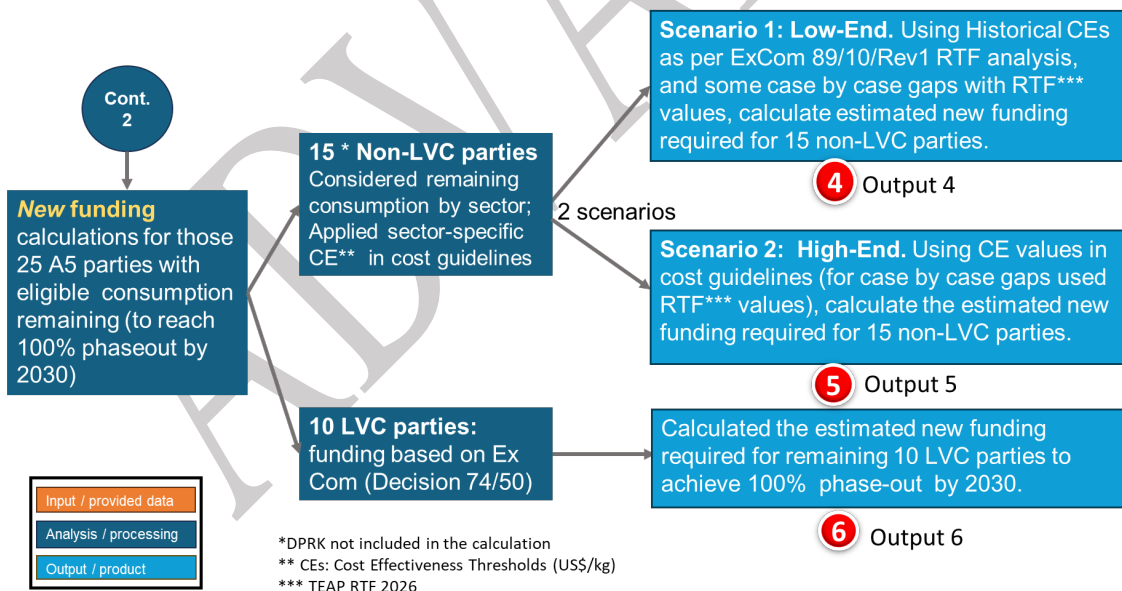 Cont.
2
New funding
calculations for those
25 A5 parties with
eligible consumption
remaining (to reach
100% phaseout by
2030)
15 * Non-LVC parties
Considered remaining
consumption by sector;
Applied sector-specific
CE** in cost guidelines
2 scenarios
Scenario 1: Low-End. Using Historical CEs
as per ExCom 89/10/Rev1 RTF analysis,
and some case by case gaps with RTF***
values, calculate estimated new funding
required for 15 non-LVC parties.
4 Output 4
Scenario 2: High-End. Using CE values in
cost guidelines (for case by case gaps used
RTF*** values), calculate the estimated new
funding required for 15 non-LVC parties.
5 Output 5
10 LVC parties:
funding based on Ex
Com (Decision 74/50)
Calculated the estimated new funding
required for remaining 10 LVC parties to
achieve 100% phase-out by 2030.
6 Output 6
Input / provided data
Analysis / processing
Output / product
*DPRK not included in the calculation
** CEs: Cost Effectiveness Thresholds (US$/kg)
*** TEAP RTF 2026